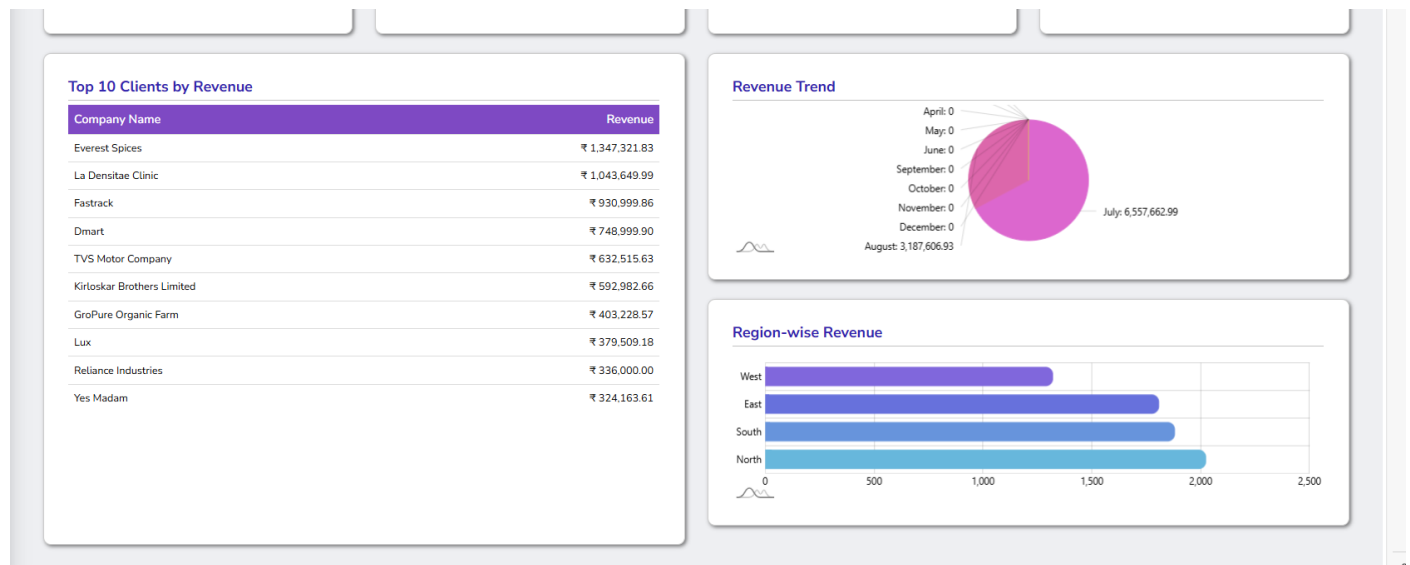 Top 10 Clients by Revenue
Company Name Revenue
Everest Spices ₹ 1,347,321.83
La Densitae Clinic ₹ 1,043,649.99
Fastrack ₹ 930,999.86
Dmart ₹ 748,999.90
TVS Motor Company ₹ 632,515.63
Kirloskar Brothers Limited ₹ 592,982.66
GroPure Organic Farm ₹ 403,228.57
Lux ₹ 379,509.18
Reliance Industries ₹ 336,000.00
Yes Madam ₹ 324,163.61
Revenue Trend
April: 0
May: 0
June: 0
September: 0
October: 0
November: 0
December: 0
August: 3,187,606.93
July: 6,557,662.99
Region-wise Revenue
West
East
South
North
0 500 1,000 1,500 2,000 2,500